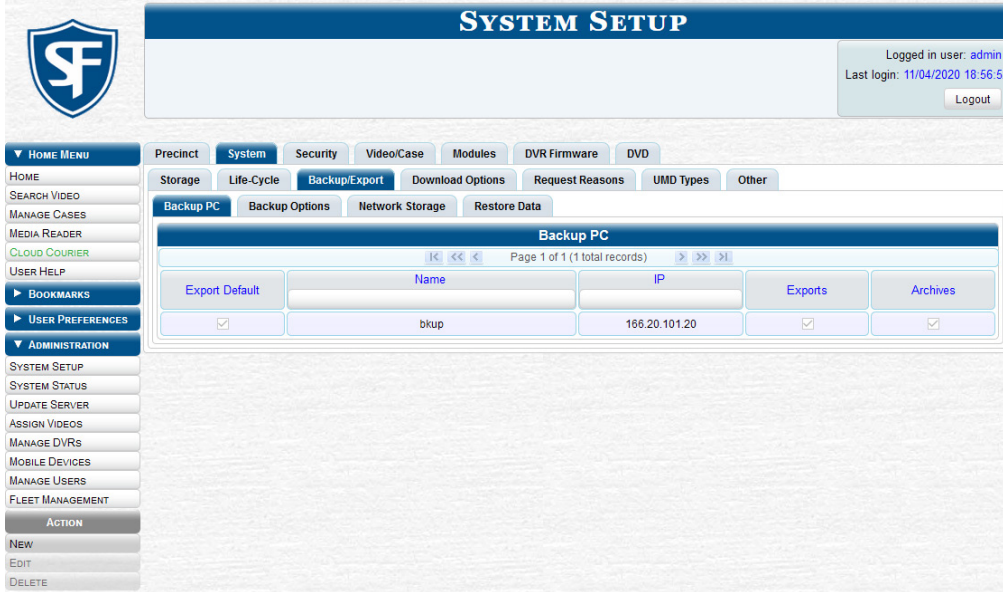 SF
SYSTEM SETUP
Logged in user: admin
Last login: 11/04/2020 18:56:5
Logout
HOME MENU
HOME
SEARCH VIDEO
MANAGE CASES
MEDIA READER
CLOUD COURIER
USER HELP
BOOKMARKS
USER PREFERENCES
ADMINISTRATION
SYSTEM SETUP
SYSTEM STATUS
UPDATE SERVER
ASSIGN VIDEOS
MANAGE DVRS
MOBILE DEVICES
MANAGE USERS
FLEET MANAGEMENT
ACTION
NEW
EDIT
DELETE
Precinct System Security Video/Case Modules DVR Firmware DVD
Storage Life-Cycle Backup/Export Download Options Request Reasons UMD Types Other
Backup PC Backup Options Network Storage Restore Data
Backup PC
Page 1 of 1 (1 total records)
Export Default Name IP Exports Archives
bkup 166.20.101.20